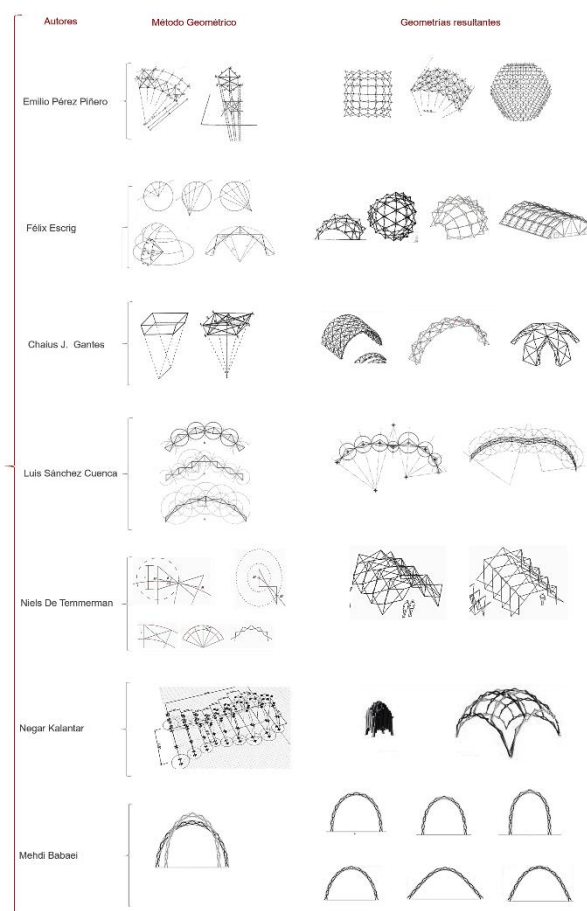 Autores
Método Geométrico
Geometrías resultantes
Emilio Pérez Piñero
Félix Escrig
Chaius J. Gantes
Luis Sánchez Cuenca
Niels De Temmerman
Negar Kalantar
Mehdi Babaei